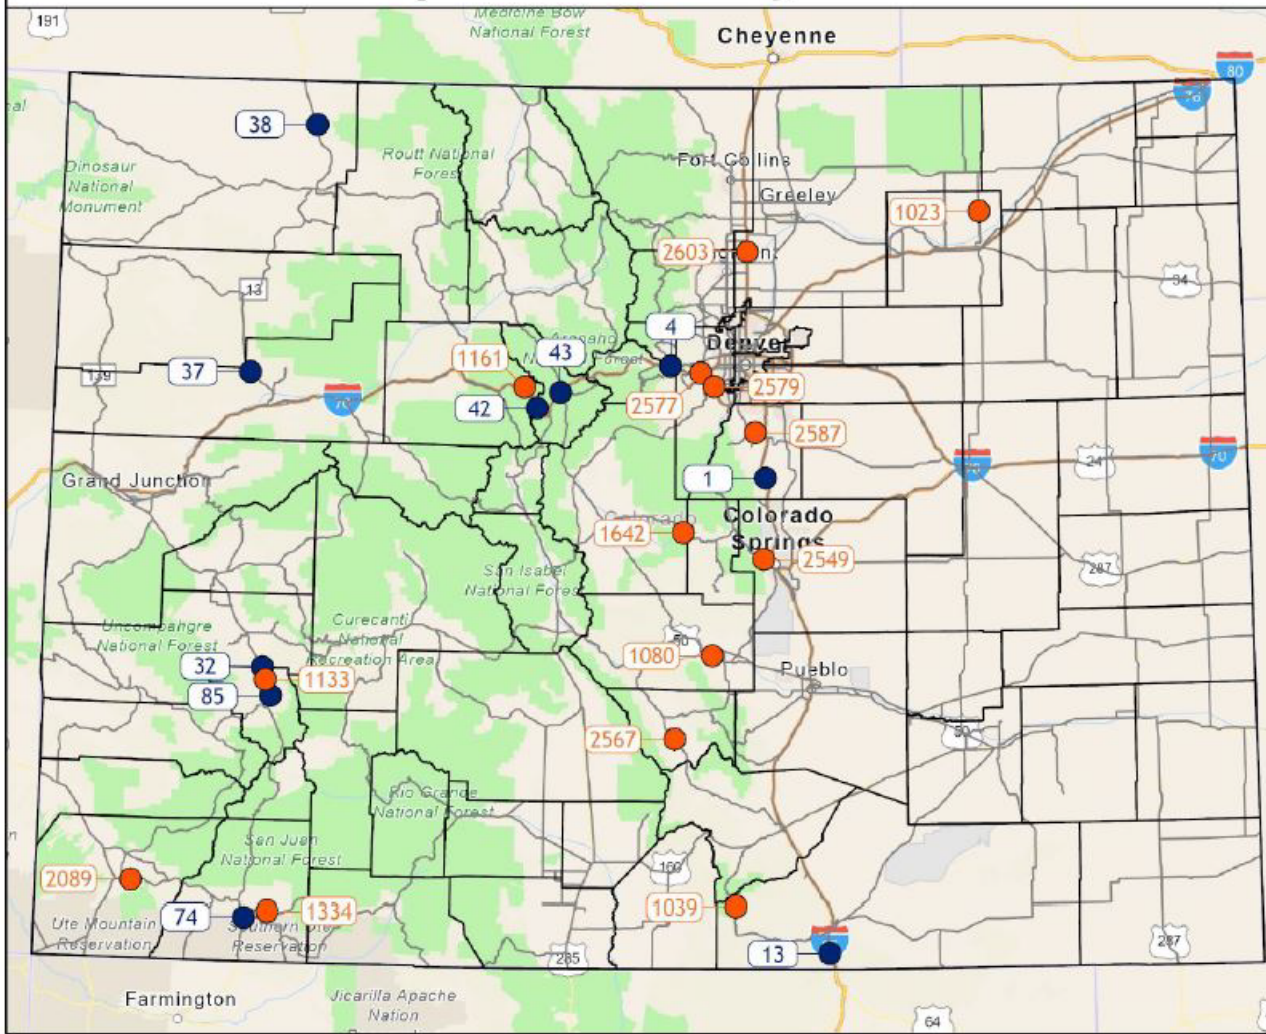 191
Medicine Bow
National Forest
Cheyenne
80
76
38
Routt National
Forest
Fort Collins
Dinosaur
National
Monument
Greeley
1023
2603
34
13
4
Denver
43
1161
37
139
70
42
2577
2579
2587
24
70
70
Grand Junction
1
Colorado
Colorado
Springs
1642
2549
San Isabel
National Forest
287
Curecanti
National
Recreation Area
Uncompahgre
National Forest
50
1080
Pueblo
32
1133
85
2567
50
Rio Grande
National Forest
San Juan
National Forest
160
2089
1039
74
1334
Ute Mountain
Reservation
Southern Ute
Reservation
285
13
287
Farmington
Jicarilla Apache
Nation
64